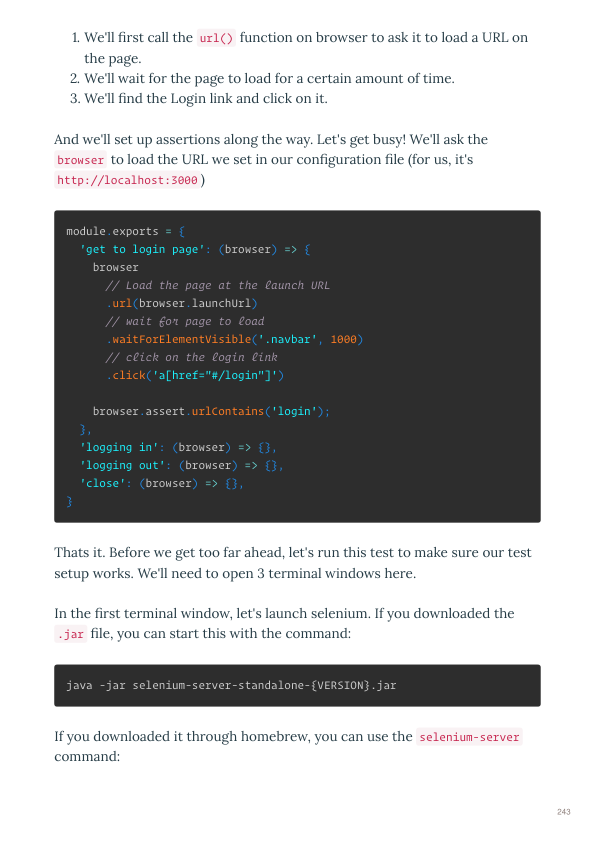 1. We'll first call the url() function on browser to ask it to load a URL on
the page.
2. We'll wait for the page to load for a certain amount of time.
3. We'll find the Login link and click on it.
And we'll set up assertions along the way. Let's get busy! We'll ask the
browser to load the URL we set in our configuration file (for us, it's
http://localhost:3000 )
module.exports = {
  'get to login page': (browser) => {
    browser
      // Load the page at the launch URL
      .url(browser.launchUrl)
      // wait for page to load
      .waitForElementVisible('.navbar', 1000)
      // click on the login link
      .click('a[href="#/login"]')
    browser.assert.urlContains('login');
  },
  'logging in': (browser) => {},
  'logging out': (browser) => {},
  'close': (browser) => {},
}
Thats it. Before we get too far ahead, let's run this test to make sure our test
setup works. We'll need to open 3 terminal windows here.
In the first terminal window, let's launch selenium. If you downloaded the
.jar file, you can start this with the command:
java -jar selenium-server-standalone-{VERSION}.jar
If you downloaded it through homebrew, you can use the selenium-server
command:
243